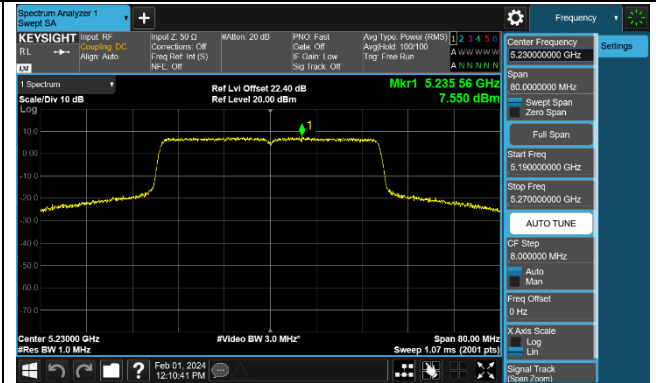 Spectrum Analyzer 1
Swept SA
+
Frequency
KEYSIGHT
RL
LXI
Input: RF
Coupling: DC
Align: Auto
Input Z: 50 Ω
Corrections: Off
Freq Ref: Int (S)
NFE: Off
#Atten: 20 dB
PNO: Fast
Gate: Off
IF Gain: Low
Sig Track: Off
Avg Type: Power (RMS)
Avg|Hold: 100/100
Trig: Free Run
1 2 3 4 5 6
A W W W W W
A N N N N N
1 Spectrum
Scale/Div 10 dB
Log
Ref Lvl Offset 22.40 dB
Ref Level 20.00 dBm
Mkr1 5.235 56 GHz
7.550 dBm
1
10.0
0.00
-10.0
-20.0
-30.0
-40.0
-50.0
-60.0
-70.0
Center 5.23000 GHz
#Res BW 1.0 MHz
#Video BW 3.0 MHz*
Span 80.00 MHz
Sweep 1.07 ms (2001 pts)
?
Feb 01, 2024
12:10:41 PM
Center Frequency
5.230000000 GHz
Settings
Span
80.0000000 MHz
Swept Span
Zero Span
Full Span
Start Freq
5.190000000 GHz
Stop Freq
5.270000000 GHz
AUTO TUNE
CF Step
8.000000 MHz
Auto
Man
Freq Offset
0 Hz
X Axis Scale
Log
Lin
Signal Track
(Span Zoom)